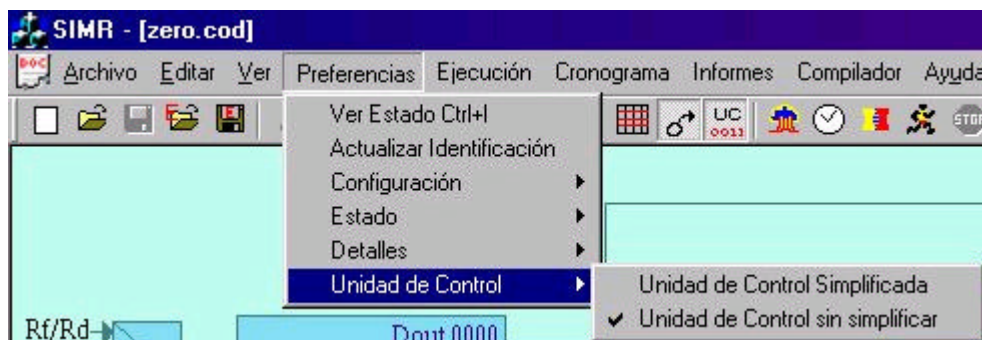 SIMR - [zero.cod]
DOC Archivo Editar Ver Preferencias Ejecución Cronograma Informes Compilador Ayuda
UC
0011
STOP
Ver Estado Ctrl+I
Actualizar Identificación
Configuración
Estado
Detalles
Unidad de Control
Unidad de Control Simplificada
Unidad de Control sin simplificar
Rf/Rd
Dout 0000